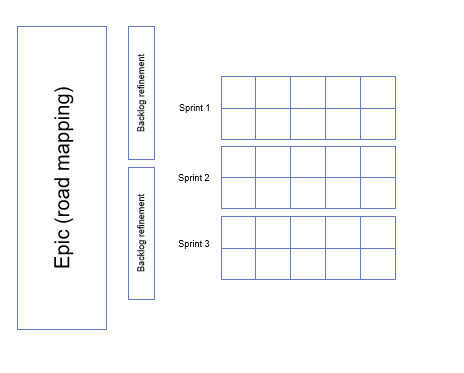 Epic (road mapping)
Backlog refinement
Backlog refinement
Sprint 1
Sprint 2
Sprint 3